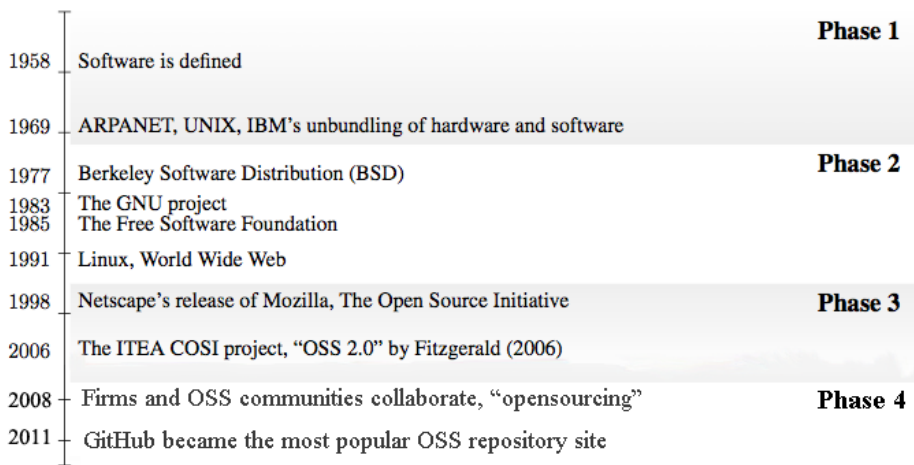 Phase 1
1958 Software is defined
1969 ARPANET, UNIX, IBM's unbundling of hardware and software
Phase 2
1977 Berkeley Software Distribution (BSD)
1983 The GNU project
1985 The Free Software Foundation
1991 Linux, World Wide Web
1998 Netscape's release of Mozilla, The Open Source Initiative Phase 3
2006 The ITEA COSI project, “OSS 2.0” by Fitzgerald (2006)
2008 Firms and OSS communities collaborate, “opensourcing” Phase 4
2011 GitHub became the most popular OSS repository site